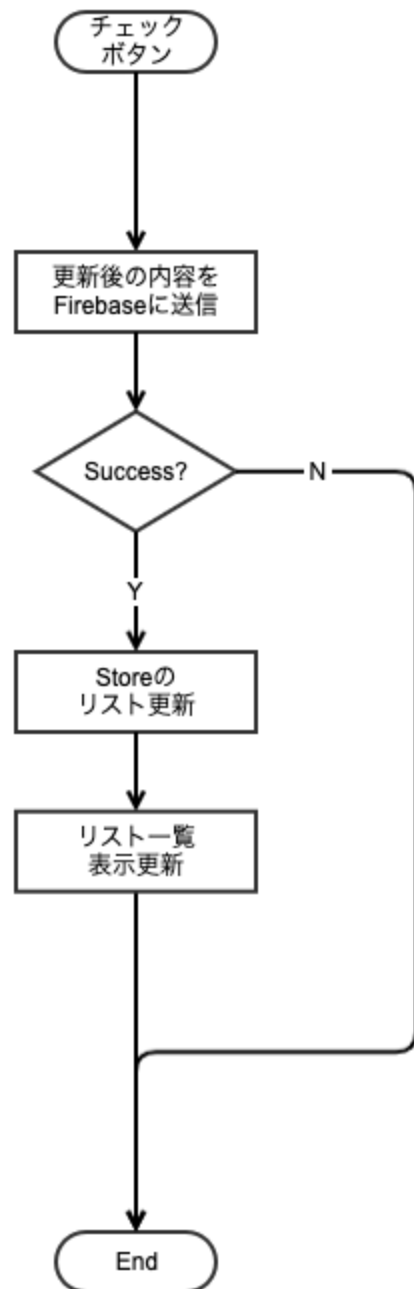 チェック
ボタン
更新後の内容を
Firebaseに送信
Success?
N
Y
Storeの
リスト更新
リスト一覧
表示更新
End